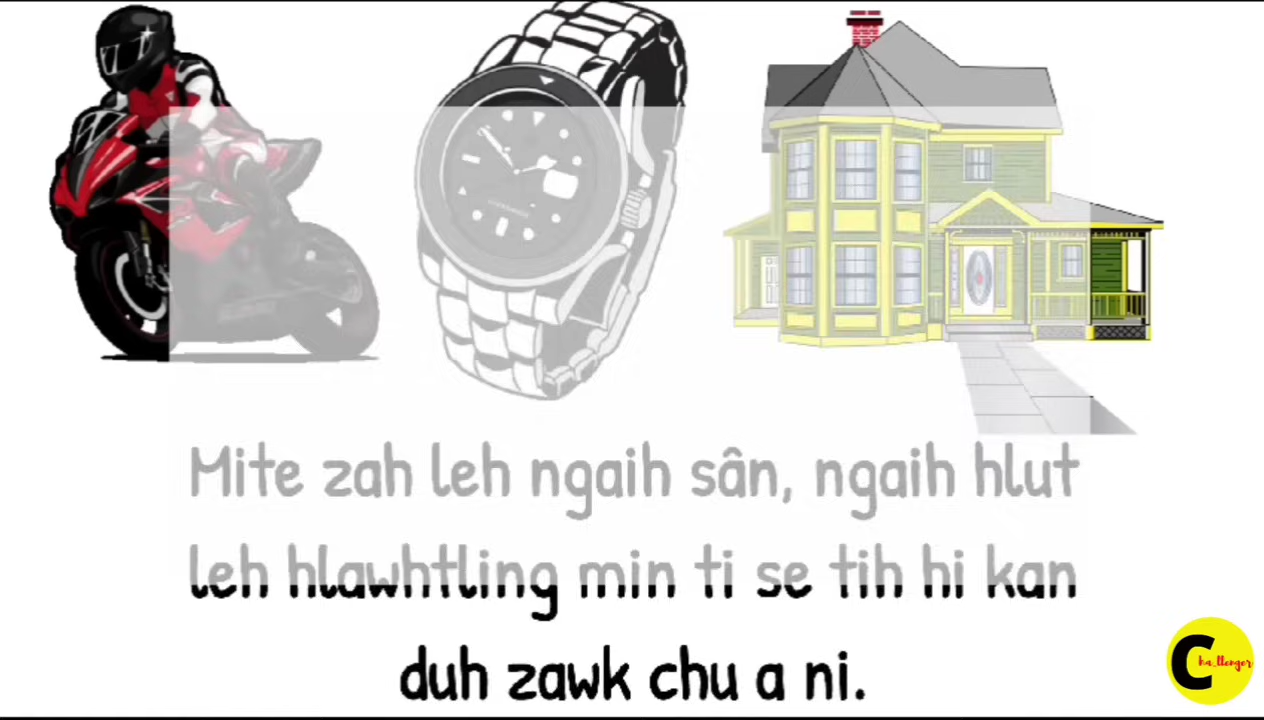 Mite zah leh ngaih sân, ngaih hlut
leh hlawhtling min ti se tih hi kan
duh zawk chu a ni.
Challenger